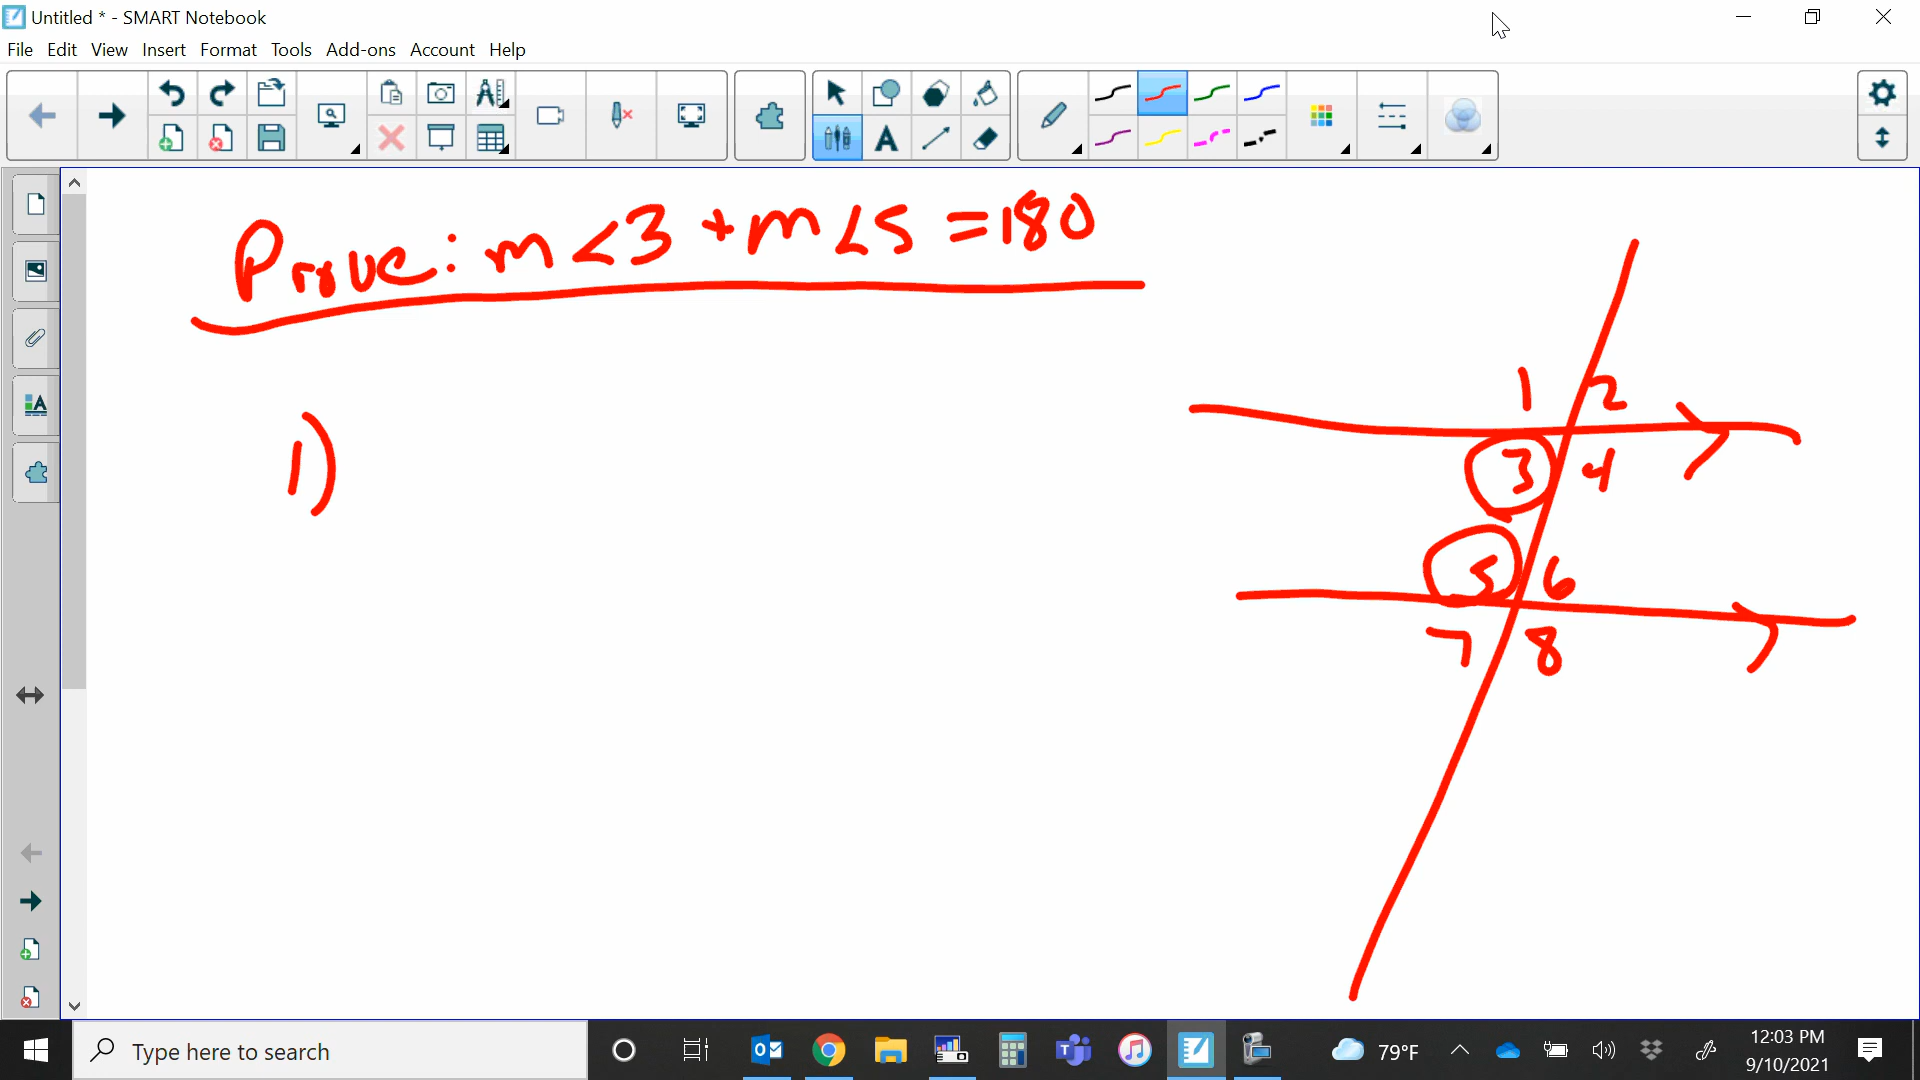 Untitled * - SMART Notebook
File Edit View Insert Format Tools Add-ons Account Help
Prove: m<3 + m<5 = 180
1)
1 2
3 4
5 6
7 8
Type here to search
79°F
12:03 PM
9/10/2021